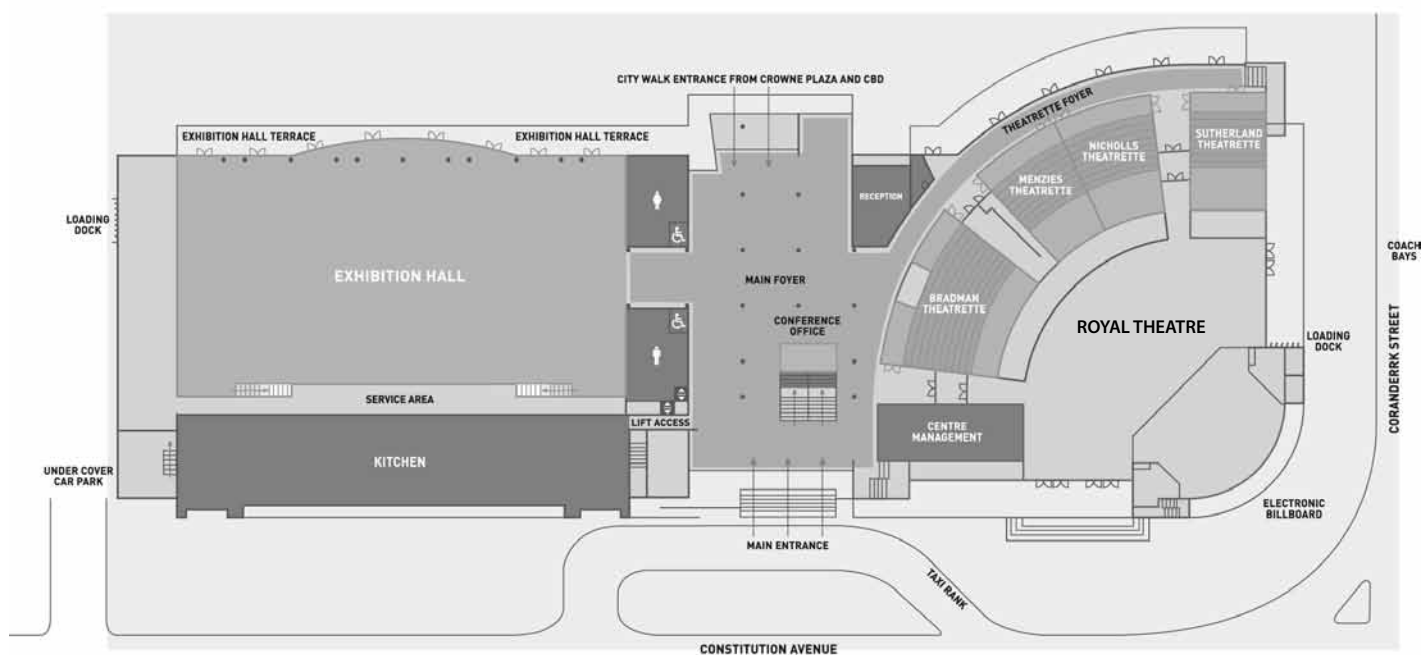 CITY WALK ENTRANCE FROM CROWNE PLAZA AND CBD
EXHIBITION HALL TERRACE
EXHIBITION HALL TERRACE
THEATRETTE FOYER
SUTHERLAND
THEATRETTE
NICHOLLS
THEATRETTE
MENZIES
THEATRETTE
RECEPTION
LOADING
DOCK
COACH
BAYS
EXHIBITION HALL
MAIN FOYER
BRADMAN
THEATRETTE
CONFERENCE
OFFICE
ROYAL THEATRE
LOADING
DOCK
CORANDERRK STREET
SERVICE AREA
LIFT ACCESS
CENTRE
MANAGEMENT
KITCHEN
UNDER COVER
CAR PARK
ELECTRONIC
BILLBOARD
MAIN ENTRANCE
TAXI RANK
CONSTITUTION AVENUE